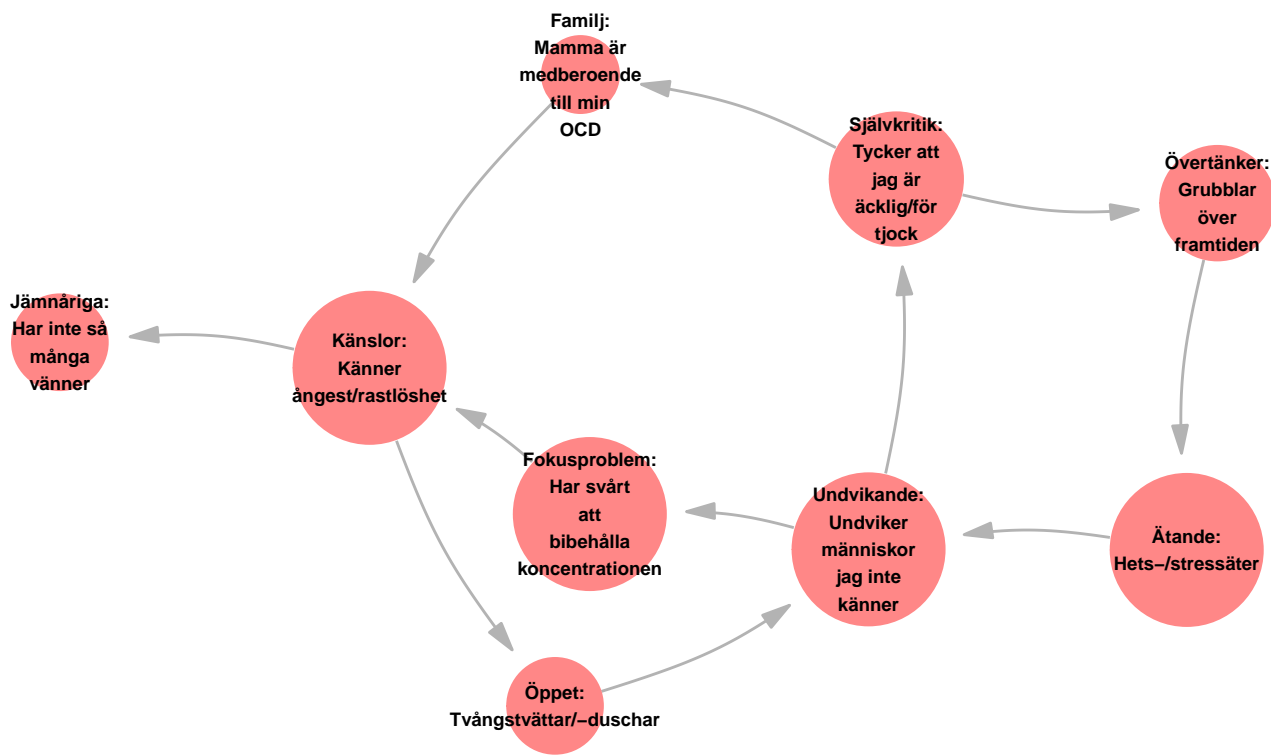 Familj:
Mamma är
medberoende
till min
OCD
Självkritik:
Tycker att
jag är
äcklig/för
tjock
Övertänker:
Grubblar
över
framtiden
Jämnåriga:
Har inte så
många
vänner
Känslor:
Känner
ångest/rastlöshet
Fokusproblem:
Har svårt
att
bibehålla
koncentrationen
Undvikande:
Undviker
människor
jag inte
känner
Ätande:
Hets−/stressäter
Öppet:
Tvångstvättar/−duschar